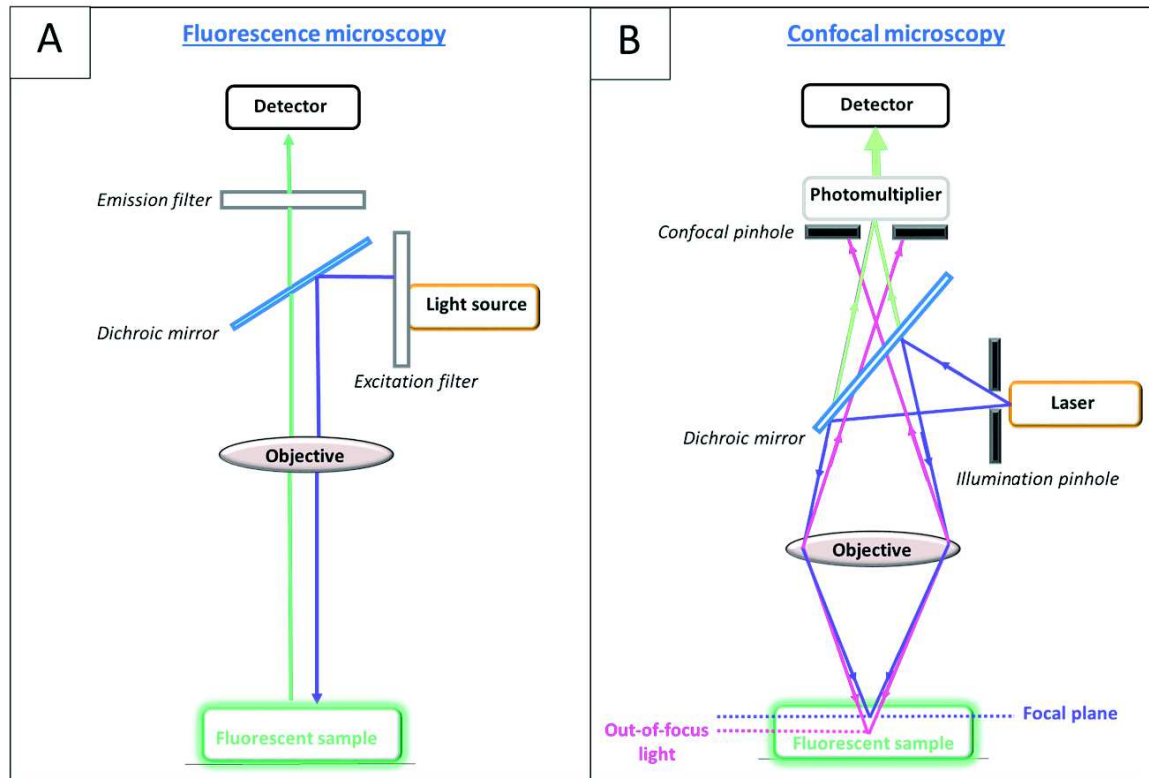 A
Fluorescence microscopy
Detector
Emission filter
Light source
Dichroic mirror
Excitation filter
Objective
Fluorescent sample
B
Confocal microscopy
Detector
Photomultiplier
Confocal pinhole
Laser
Dichroic mirror
Illumination pinhole
Objective
Focal plane
Out-of-focus
light
Fluorescent sample